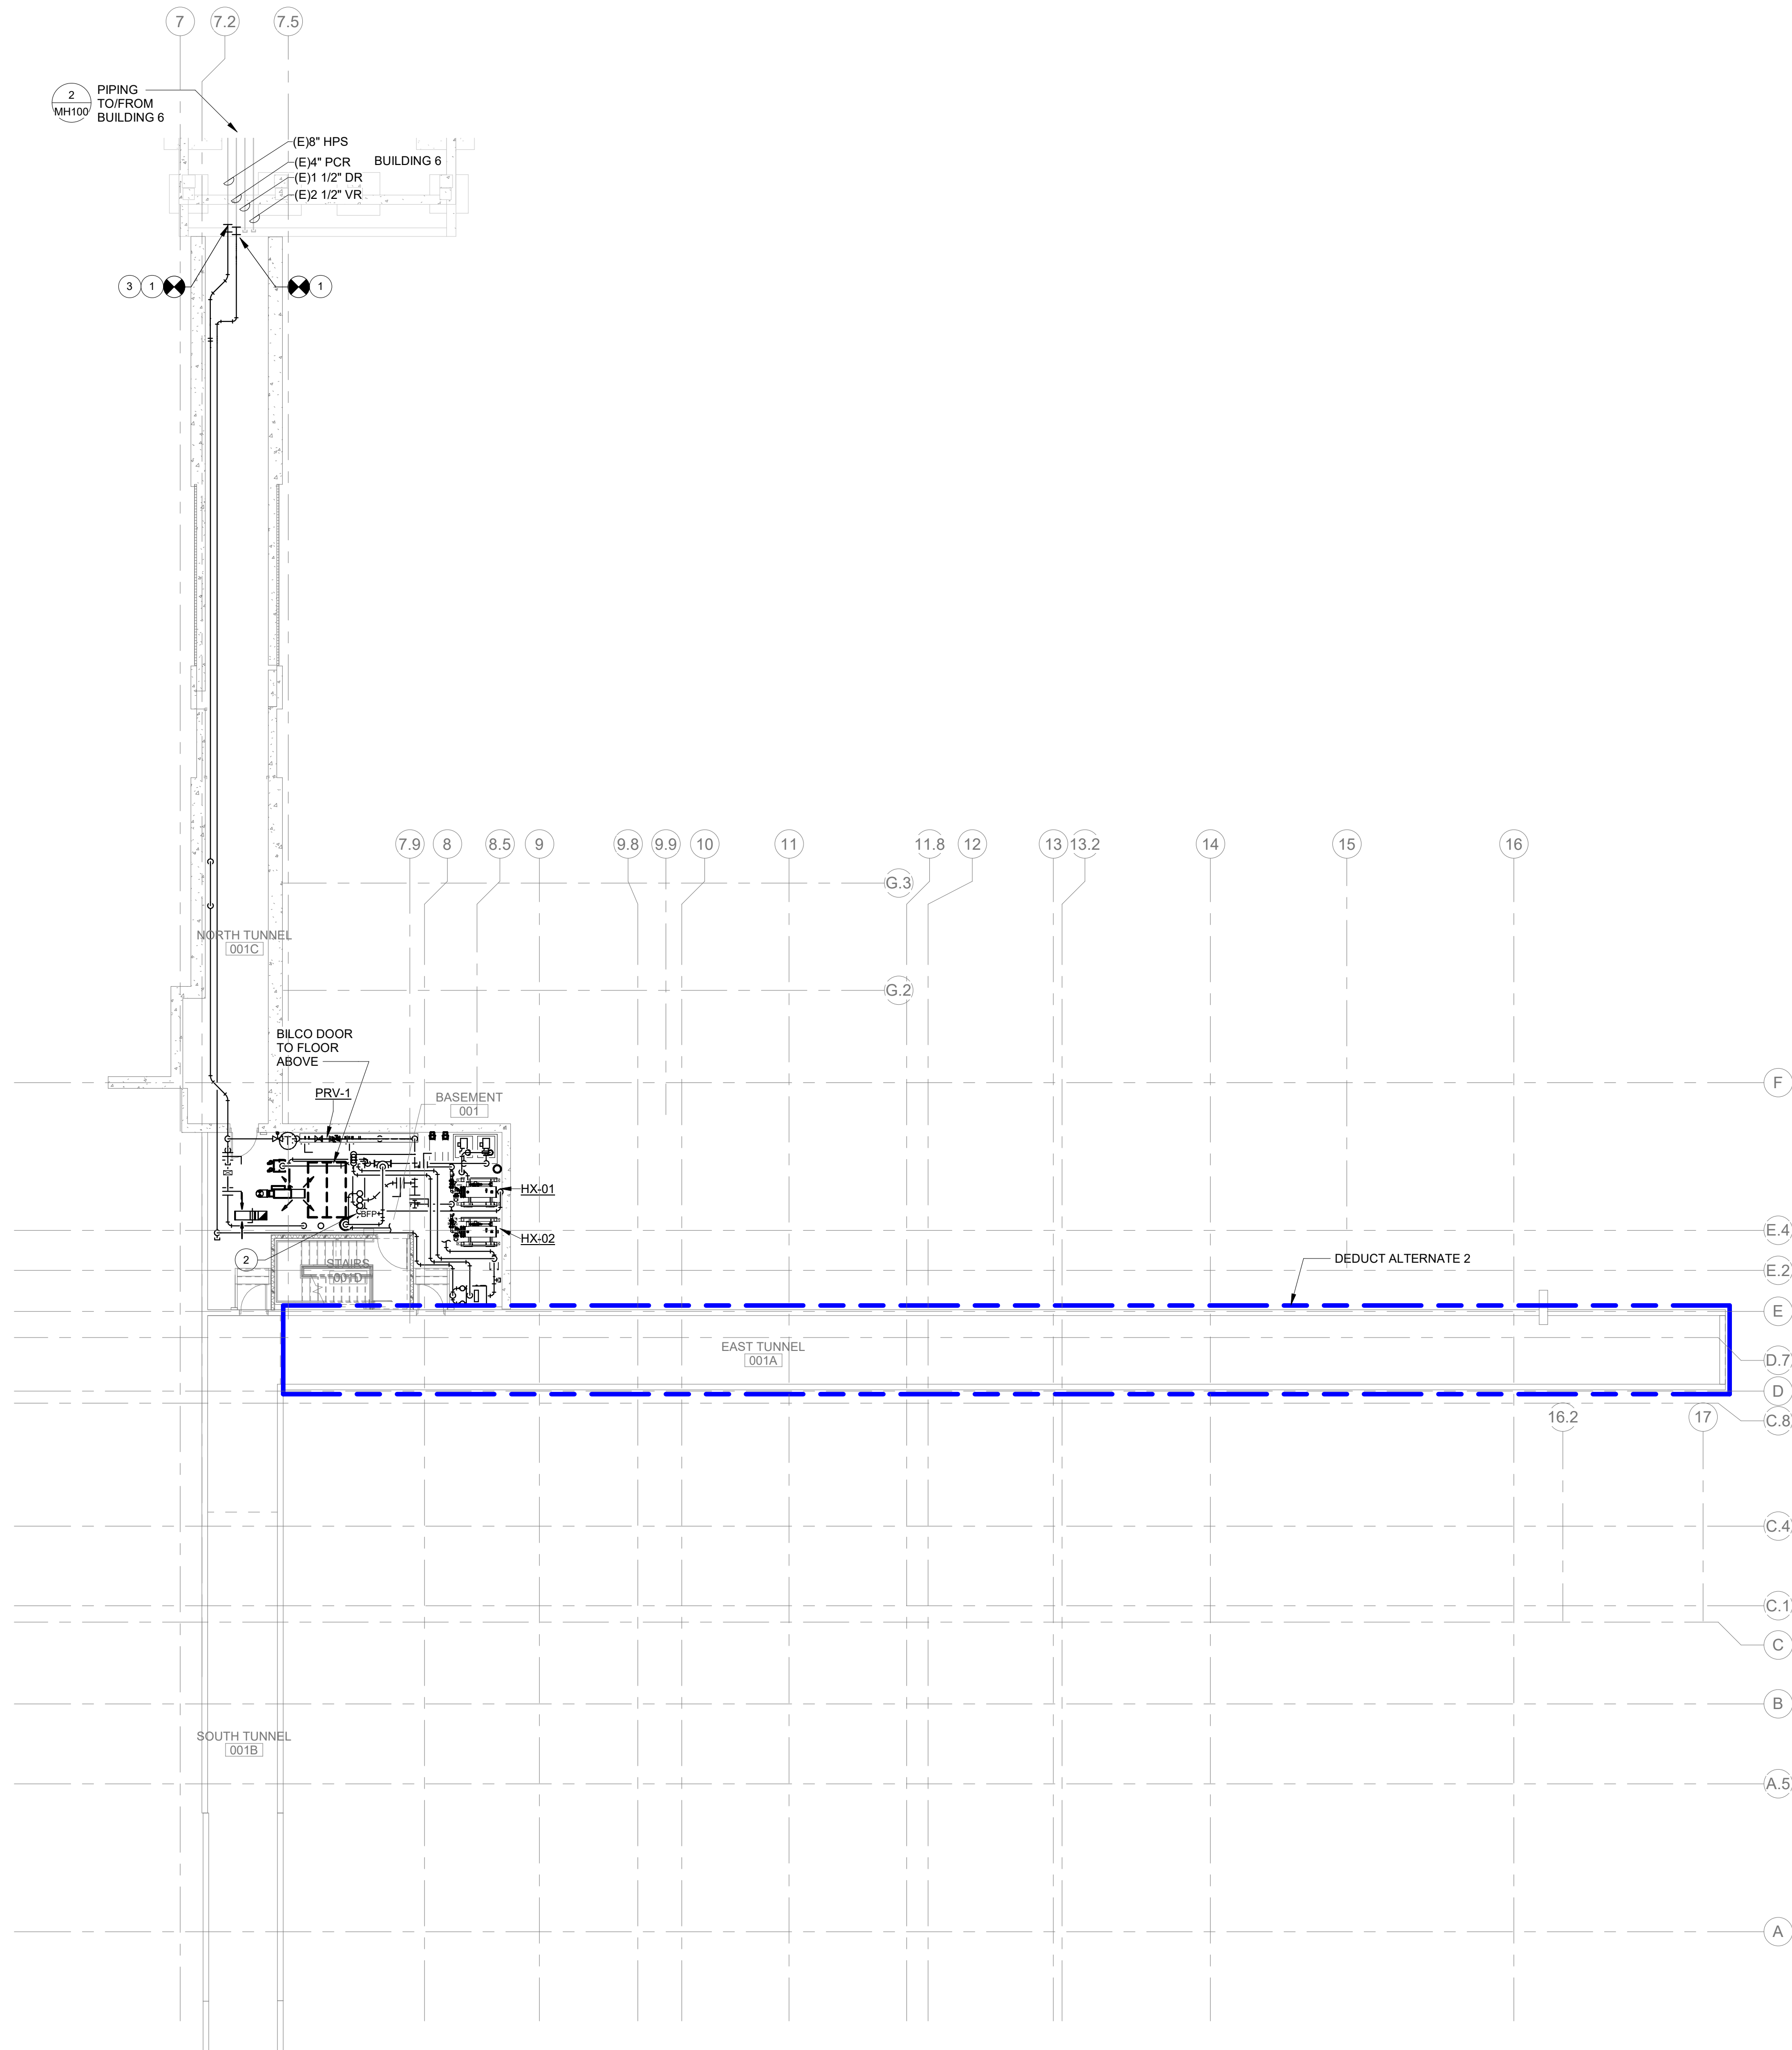 7
7.2
7.5
2
MH100
PIPING
TO/FROM
BUILDING 6
(E)8" HPS
(E)4" PCR
BUILDING 6
(E)1 1/2" DR
(E)2 1/2" VR
3
1
1
7.9
8
8.5
9
9.8
9.9
10
11
11.8
12
13
13.2
14
15
16
G.3
NORTH TUNNEL
001C
G.2
BILCO DOOR
TO FLOOR
ABOVE
F
PRV-1
BASEMENT
001
T
HX-01
BFP
E.4
HX-02
2
STAIRS
001D
DEDUCT ALTERNATE 2
E.2
E
EAST TUNNEL
001A
D.7
D
16.2
17
C.8
C.4
C.1
C
B
SOUTH TUNNEL
001B
A.5
A